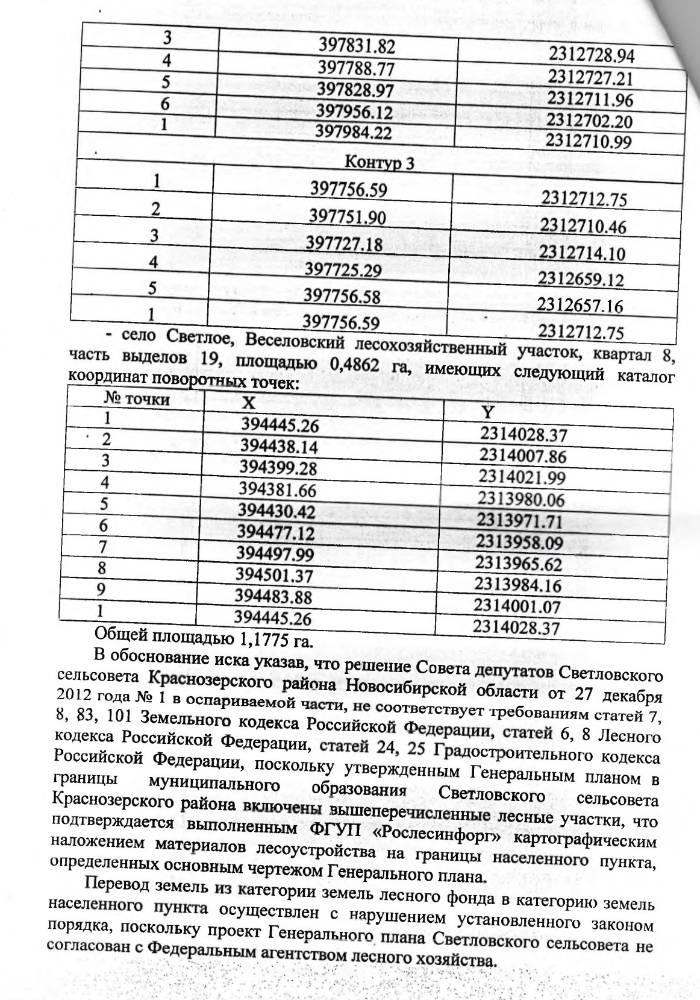 3 397831.82 2312728.94
4 397788.77 2312727.21
5 397828.97 2312711.96
6 397956.12 2312702.20
1 397984.22 2312710.99
Контур 3
1 397756.59 2312712.75
2 397751.90 2312710.46
3 397727.18 2312714.10
4 397725.29 2312659.12
5 397756.58 2312657.16
1 397756.59 2312712.75
- село Светлое, Веселовский лесохозяйственный участок, квартал 8,
часть выделов 19, площадью 0,4862 га, имеющих следующий каталог
координат поворотных точек:
№ точки X Y
1 394445.26 2314028.37
2 394438.14 2314007.86
3 394399.28 2314021.99
4 394381.66 2313980.06
5 394430.42 2313971.71
6 394477.12 2313958.09
7 394497.99 2313965.62
8 394501.37 2313984.16
9 394483.88 2314001.07
1 394445.26 2314028.37
Общей площадью 1,1775 га.
В обоснование иска указав, что решение Совета депутатов Светловского
сельсовета Краснозерского района Новосибирской области от 27 декабря
2012 года № 1 в оспариваемой части, не соответствует требованиям статей 7,
8, 83, 101 Земельного кодекса Российской Федерации, статей 6, 8 Лесного
кодекса Российской Федерации, статей 24, 25 Градостроительного кодекса
Российской Федерации, поскольку утвержденным Генеральным планом в
границы муниципального образования Светловского сельсовета
Краснозерского района включены вышеперечисленные лесные участки, что
подтверждается выполненным ФГУП «Рослесинфорг» картографическим
наложением материалов лесоустройства на границы населенного пункта,
определенных основным чертежом Генерального плана.
Перевод земель из категории земель лесного фонда в категорию земель
населенного пункта осуществлен с нарушением установленного законом
порядка, поскольку проект Генерального плана Светловского сельсовета не
согласован с Федеральным агентством лесного хозяйства.